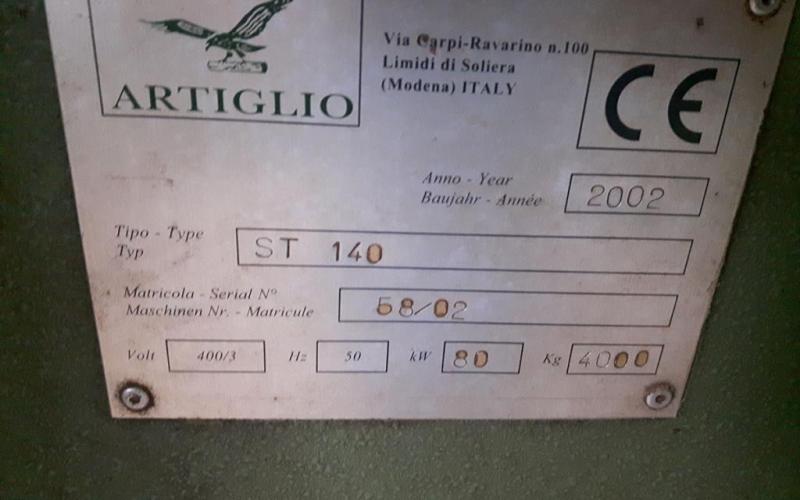 ARTIGLIO
Via Carpi-Ravarino n.100
Limidi di Soliera
(Modena) ITALY
CE
Anno - Year
Baujahr - Année
2002
Tipo - Type
Typ
ST 140
Matricola - Serial N°
Maschinen Nr. - Matricule
58/02
Volt 400/3 Hz 50 kW 80 Kg 4000